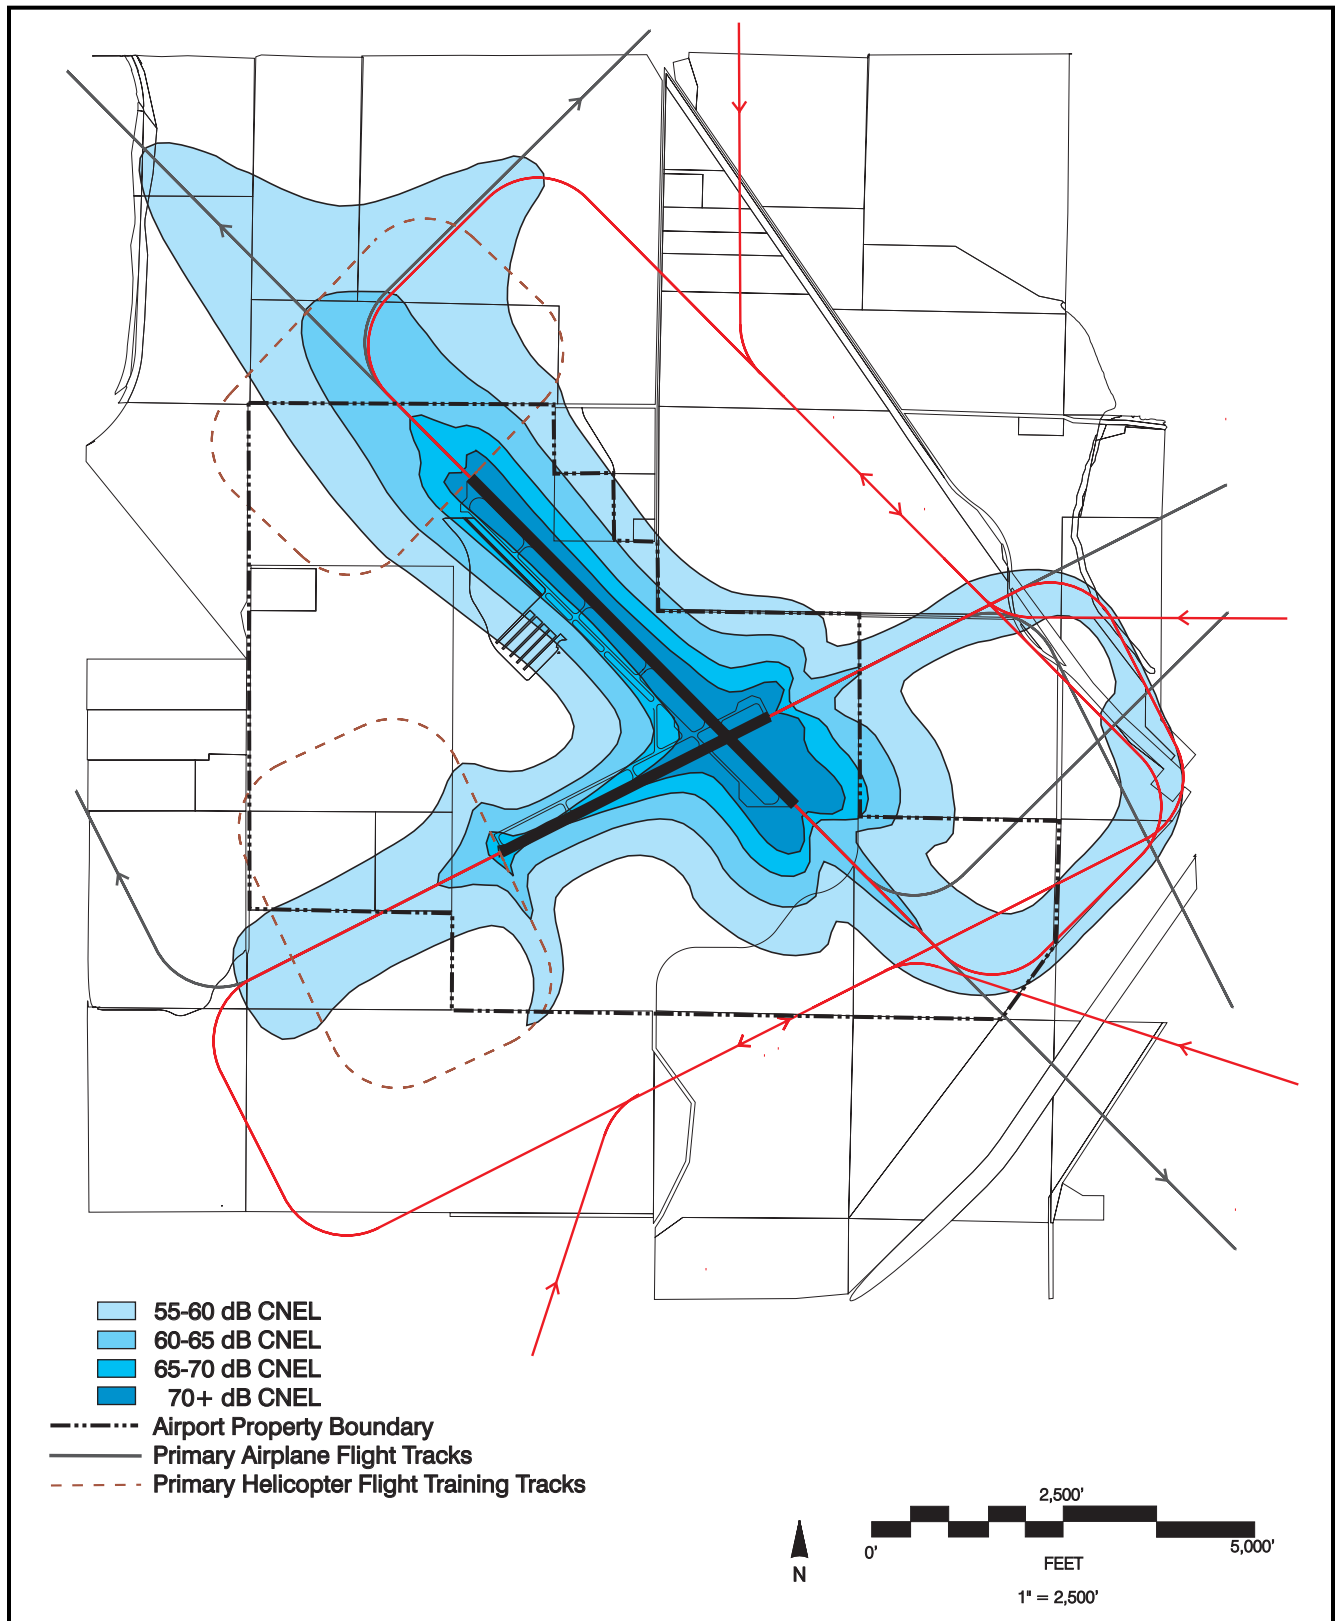 55-60 dB CNEL
60-65 dB CNEL
65-70 dB CNEL
70+ dB CNEL
Airport Property Boundary
Primary Airplane Flight Tracks
Primary Helicopter Flight Training Tracks
2,500'
0'
5,000'
FEET
N
1" = 2,500'